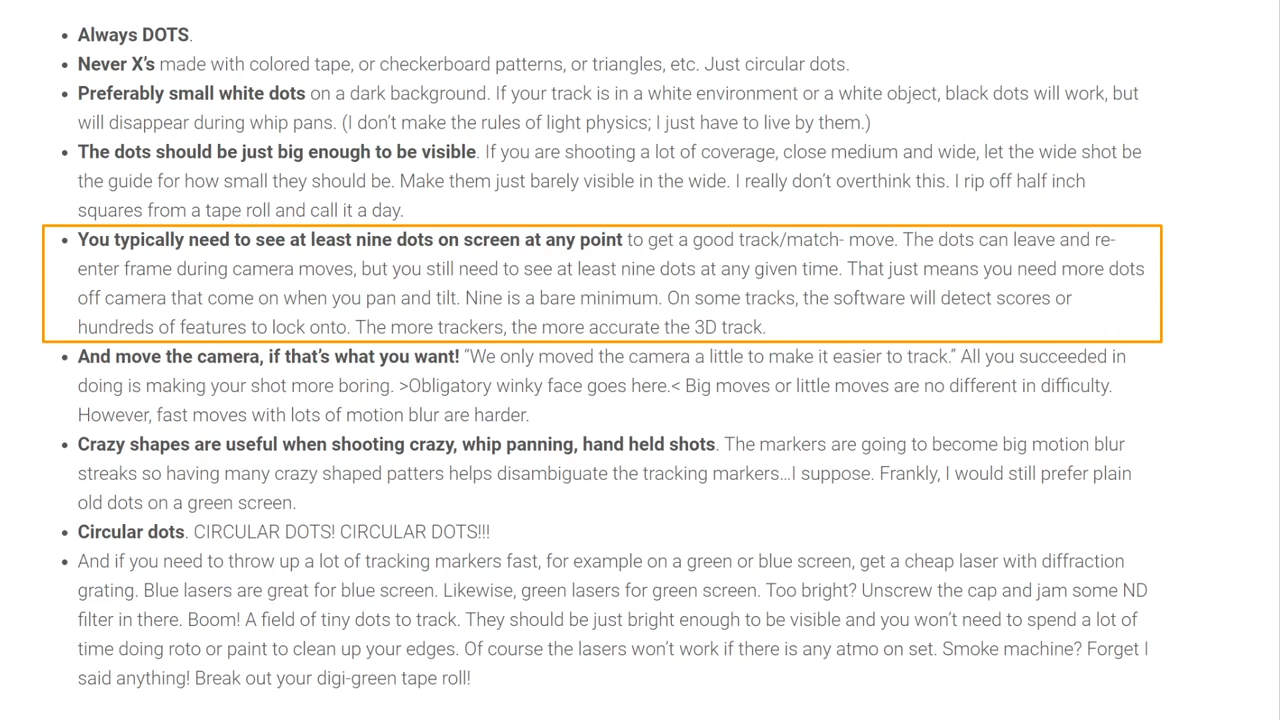 • Always DOTS.
• Never X's made with colored tape, or checkerboard patterns, or triangles, etc. Just circular dots.
• Preferably small white dots on a dark background. If your track is in a white environment or a white object, black dots will work, but
will disappear during whip pans. (I don't make the rules of light physics; I just have to live by them.)
• The dots should be just big enough to be visible. If you are shooting a lot of coverage, close medium and wide, let the wide shot be
the guide for how small they should be. Make them just barely visible in the wide. I really don't overthink this. I rip off half inch
squares from a tape roll and call it a day.
• You typically need to see at least nine dots on screen at any point to get a good track/match- move. The dots can leave and re-
enter frame during camera moves, but you still need to see at least nine dots at any given time. That just means you need more dots
off camera that come on when you pan and tilt. Nine is a bare minimum. On some tracks, the software will detect scores or
hundreds of features to lock onto. The more trackers, the more accurate the 3D track.
• And move the camera, if that's what you want! “We only moved the camera a little to make it easier to track.” All you succeeded in
doing is making your shot more boring. >Obligatory winky face goes here.< Big moves or little moves are no different in difficulty.
However, fast moves with lots of motion blur are harder.
• Crazy shapes are useful when shooting crazy, whip panning, hand held shots. The markers are going to become big motion blur
streaks so having many crazy shaped patters helps disambiguate the tracking markers…I suppose. Frankly, I would still prefer plain
old dots on a green screen.
• Circular dots. CIRCULAR DOTS! CIRCULAR DOTS!!!
• And if you need to throw up a lot of tracking markers fast, for example on a green or blue screen, get a cheap laser with diffraction
grating. Blue lasers are great for blue screen. Likewise, green lasers for green screen. Too bright? Unscrew the cap and jam some ND
filter in there. Boom! A field of tiny dots to track. They should be just bright enough to be visible and you won't need to spend a lot of
time doing roto or paint to clean up your edges. Of course the lasers won't work if there is any atmo on set. Smoke machine? Forget I
said anything! Break out your digi-green tape roll!